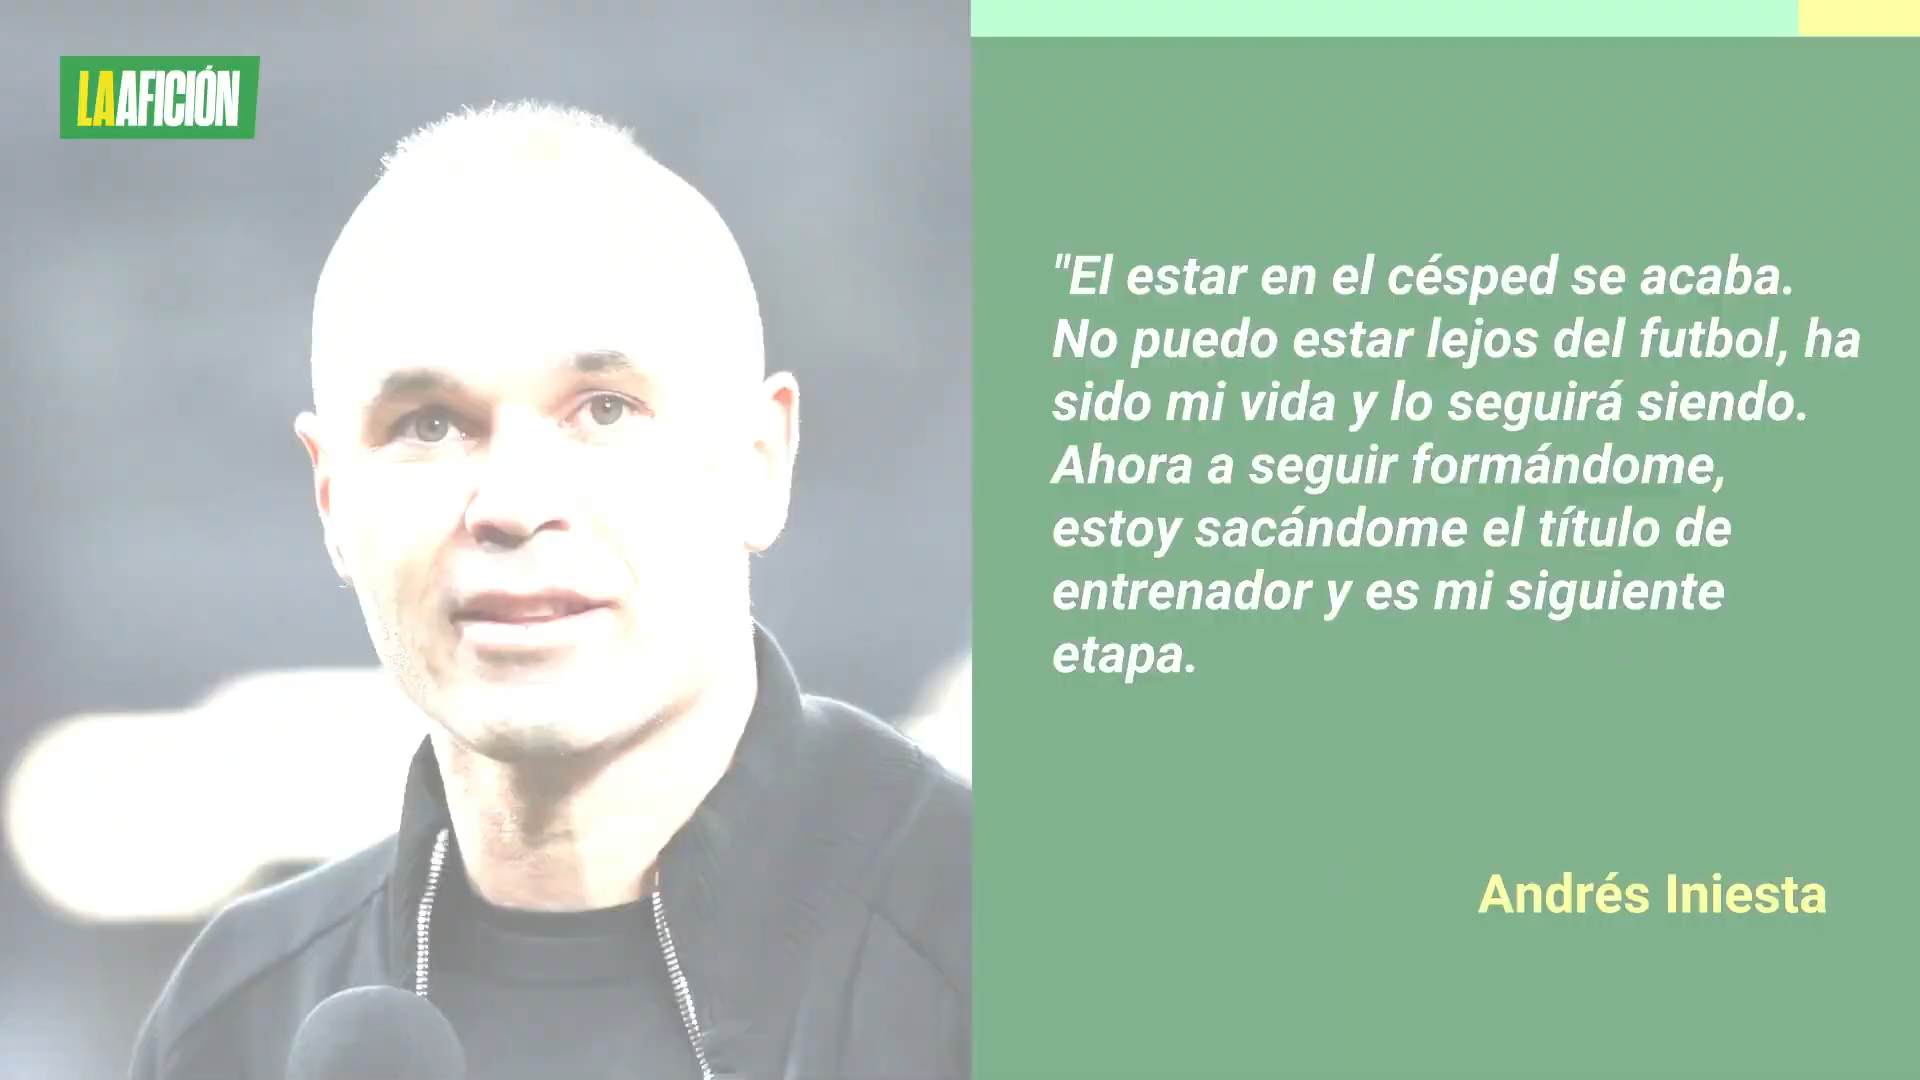 LAAFICIÓN
"El estar en el césped se acaba.
No puedo estar lejos del futbol, ha
sido mi vida y lo seguirá siendo.
Ahora a seguir formándome,
estoy sacándome el título de
entrenador y es mi siguiente
etapa.
Andrés Iniesta